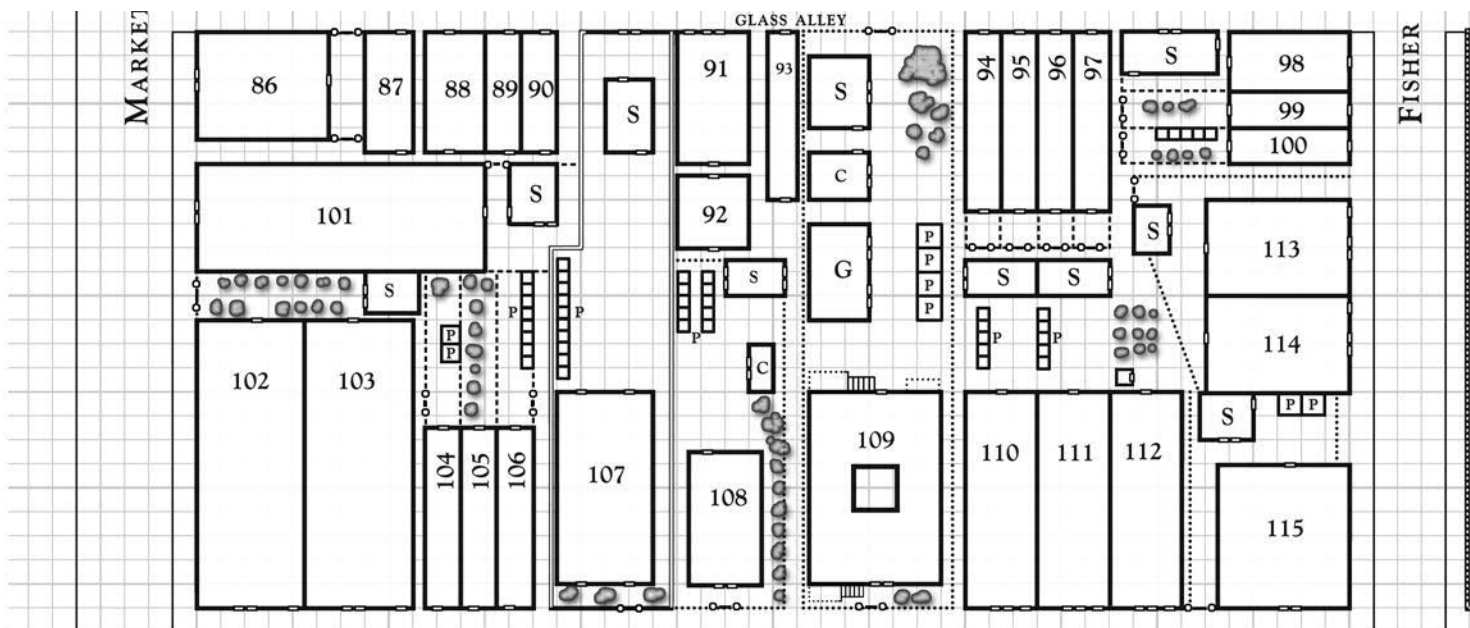 GLASS ALLEY
MARKET
FISHER
86
87
88
89
90
S
91
93
S
94
95
96
97
S
98
99
100
C
101
S
92
P
P
P
P
G
S
113
S
S
S
S
P
P
P
P
P
P
P
114
C
102
103
104
105
106
107
108
109
110
111
112
S
P
P
115